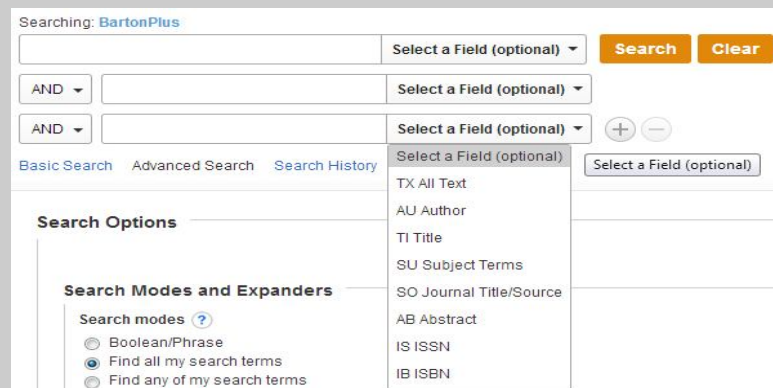 Searching: BartonPlus
Select a Field (optional) Search Clear
AND Select a Field (optional)
AND Select a Field (optional) + −
Basic Search Advanced Search Search History
Select a Field (optional)
TX All Text
AU Author
TI Title
SU Subject Terms
SO Journal Title/Source
AB Abstract
IS ISSN
IB ISBN
Select a Field (optional)
Search Options
Search Modes and Expanders
Search modes ?
Boolean/Phrase
Find all my search terms
Find any of my search terms